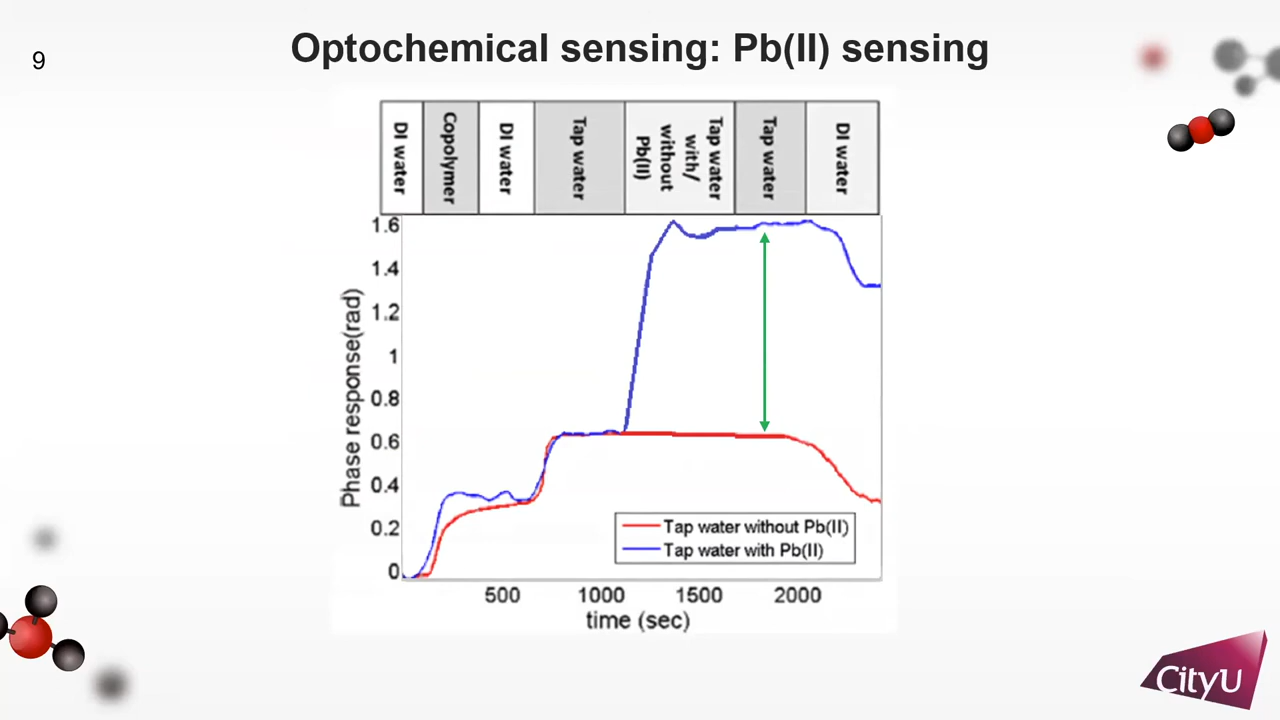 Optochemical sensing: Pb(II) sensing
9
DI water
Copolymer
DI water
Tap water
Tap water
with/
without
Pb(II)
Tap water
DI water
1.6
1.4
1.2
1
0.8
0.6
0.4
0.2
0
Phase response(rad)
Tap water without Pb(II)
Tap water with Pb(II)
500 1000 1500 2000
time (sec)
CityU